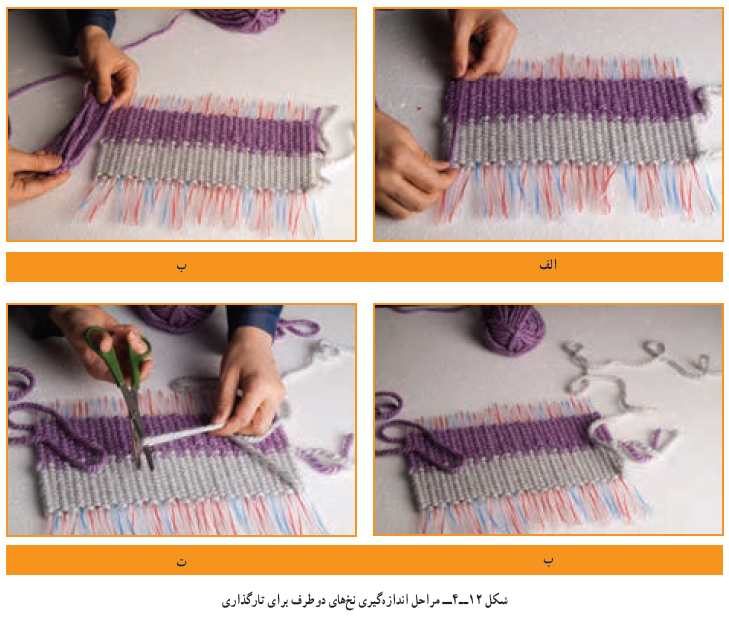 الف
ب
پ
ت
شکل ۱۲ــ۴ــ مراحل اندازه‌گیری نخ‌های دو طرف برای تارگذاری